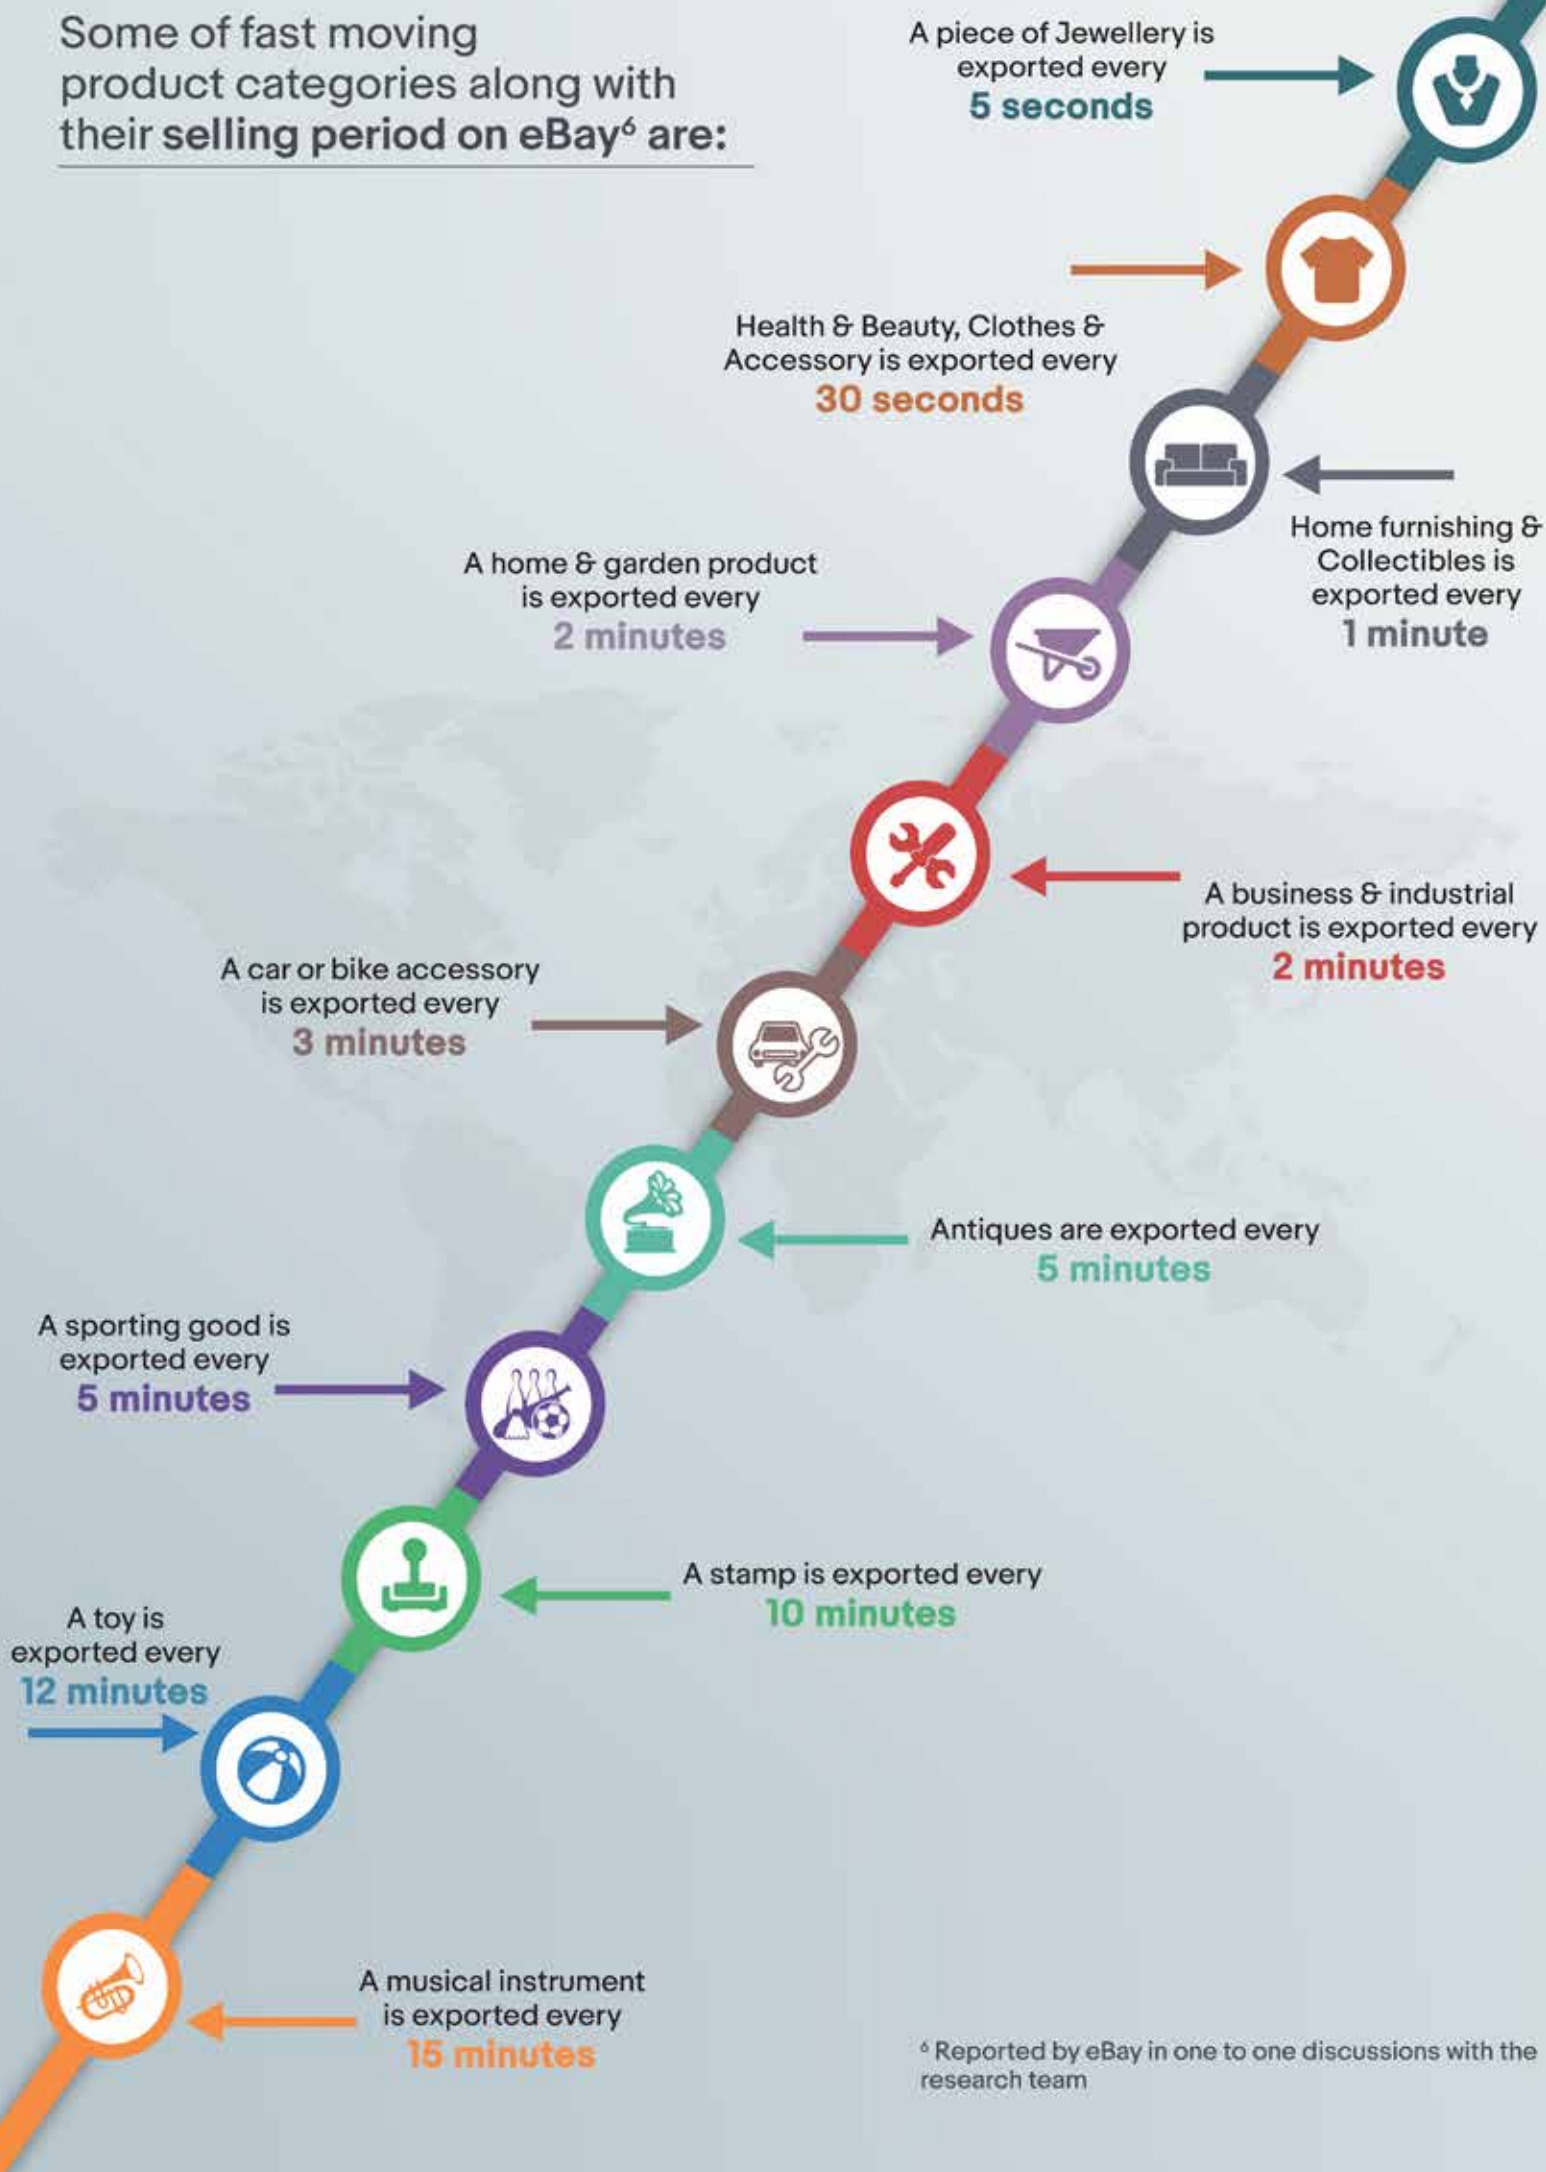 Some of fast moving
product categories along with
their selling period on eBay⁶ are:
A piece of Jewellery is
exported every
5 seconds
Health & Beauty, Clothes &
Accessory is exported every
30 seconds
Home furnishing &
Collectibles is
exported every
1 minute
A home & garden product
is exported every
2 minutes
A business & industrial
product is exported every
2 minutes
A car or bike accessory
is exported every
3 minutes
Antiques are exported every
5 minutes
A sporting good is
exported every
5 minutes
A stamp is exported every
10 minutes
A toy is
exported every
12 minutes
A musical instrument
is exported every
15 minutes
⁶ Reported by eBay in one to one discussions with the
research team